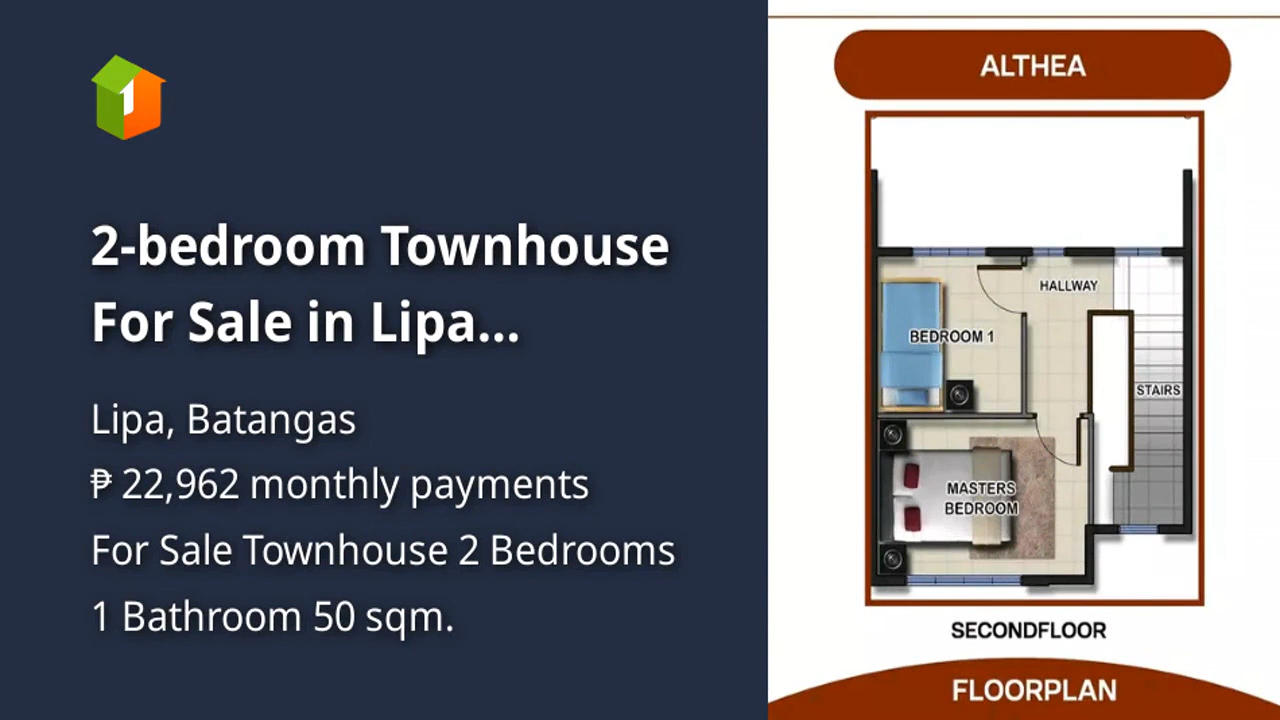 2-bedroom Townhouse
For Sale in Lipa...
Lipa, Batangas
₱ 22,962 monthly payments
For Sale Townhouse 2 Bedrooms
1 Bathroom 50 sqm.
ALTHEA
HALLWAY
BEDROOM 1
STAIRS
MASTERS
BEDROOM
SECONDFLOOR
FLOORPLAN